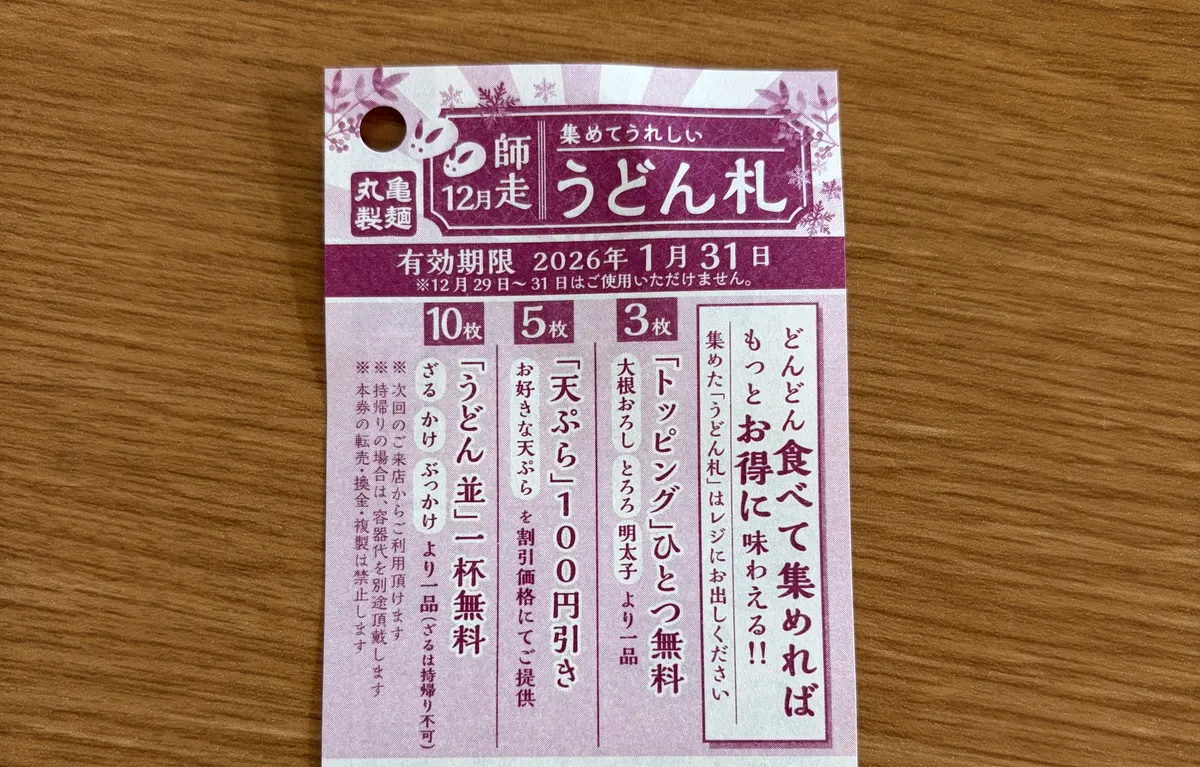 丸亀製麺
12月 師走
集めてうれしい
うどん札
有効期限 2026年1月31日
※12月29日~31日はご使用いただけません。
どんどん食べて集めれば
もっとお得に味わえる!!
集めた「うどん札」はレジにお出しください
3枚
「トッピング」ひとつ無料
大根おろし とろろ 明太子 より一品
5枚
「天ぷら」100円引き
お好きな天ぷら を割引価格にてご提供
10枚
「うどん 並」一杯無料
ざる かけ ぶっかけ より一品(ざるは持帰り不可)
※次回のご来店からご利用頂けます
※持帰りの場合は、容器代を別途頂戴します
※本券の転売・換金・複製は禁止します